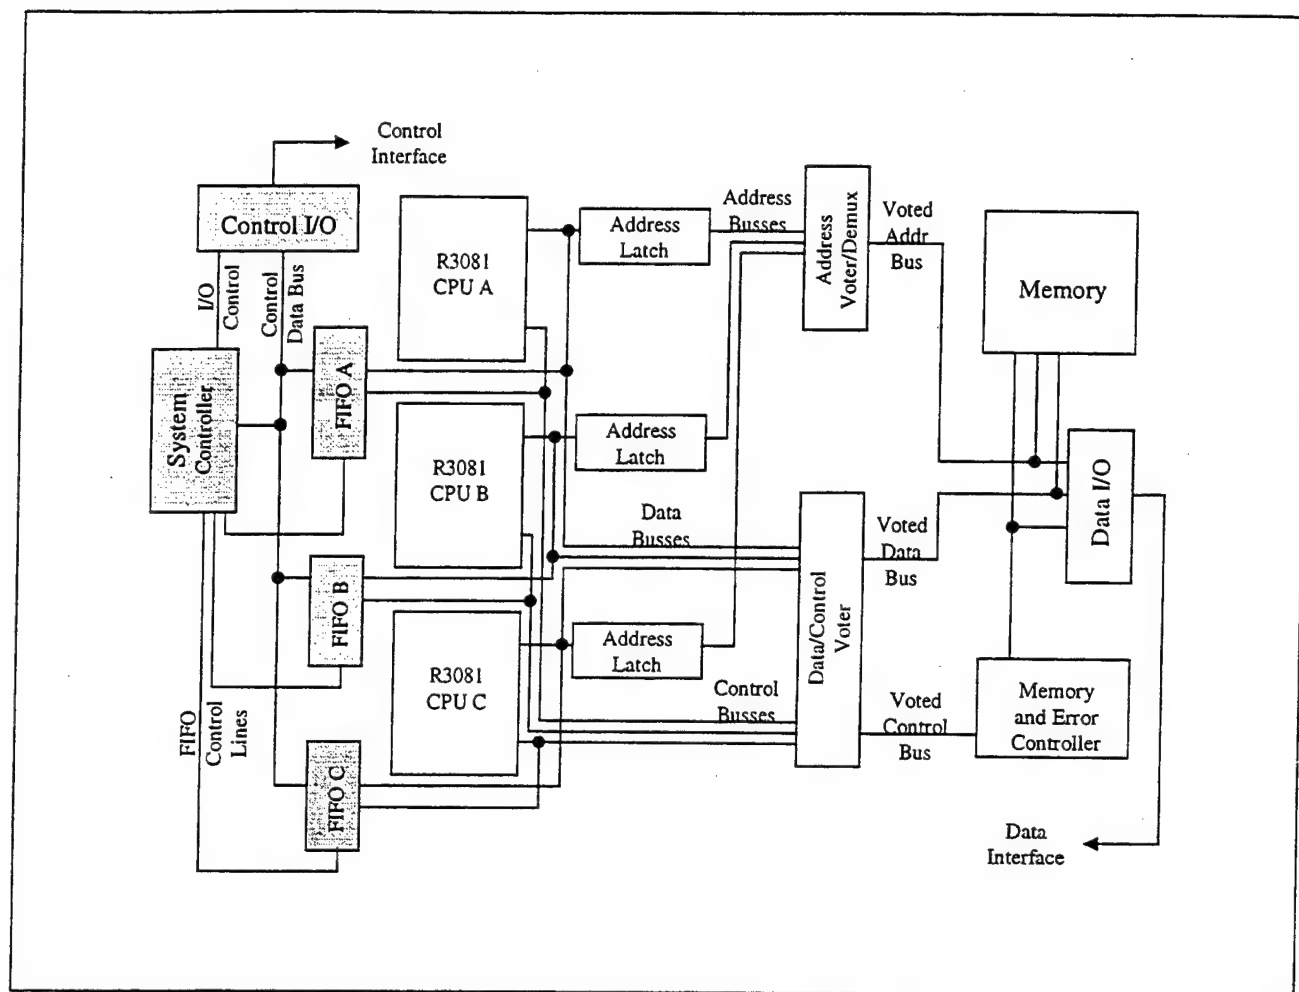 Control
Interface
Control I/O
I/O
Control
Control
Data Bus
System
Controller
FIFO A
FIFO B
FIFO C
FIFO
Control
Lines
R3081
CPU A
R3081
CPU B
R3081
CPU C
Address
Latch
Address
Latch
Address
Latch
Address
Busses
Data
Busses
Control
Busses
Address
Voter/Demux
Data/Control
Voter
Voted
Addr
Bus
Voted
Data
Bus
Voted
Control
Bus
Memory
Data I/O
Memory
and Error
Controller
Data
Interface